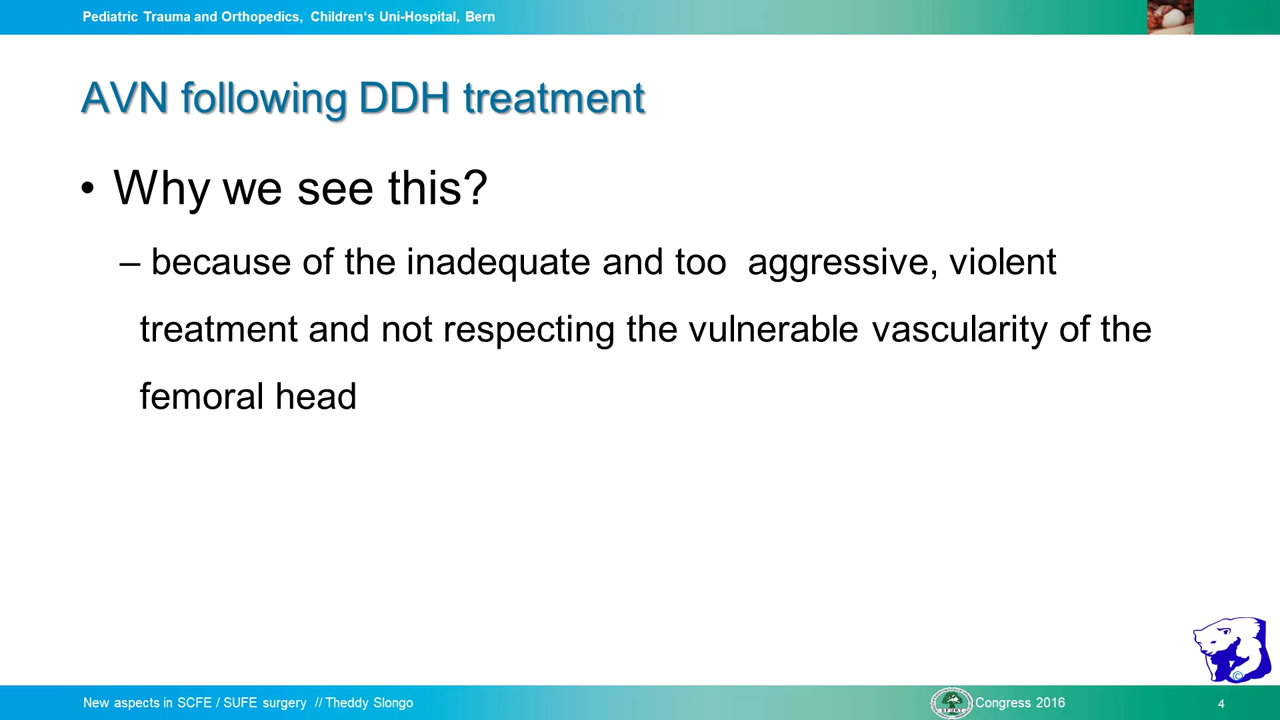 Pediatric Trauma and Orthopedics, Children‘s Uni-Hospital, Bern
AVN following DDH treatment
• Why we see this?
– because of the inadequate and too aggressive, violent
treatment and not respecting the vulnerable vascularity of the
femoral head
©
New aspects in SCFE / SUFE surgery // Theddy Slongo
Congress 2016
4